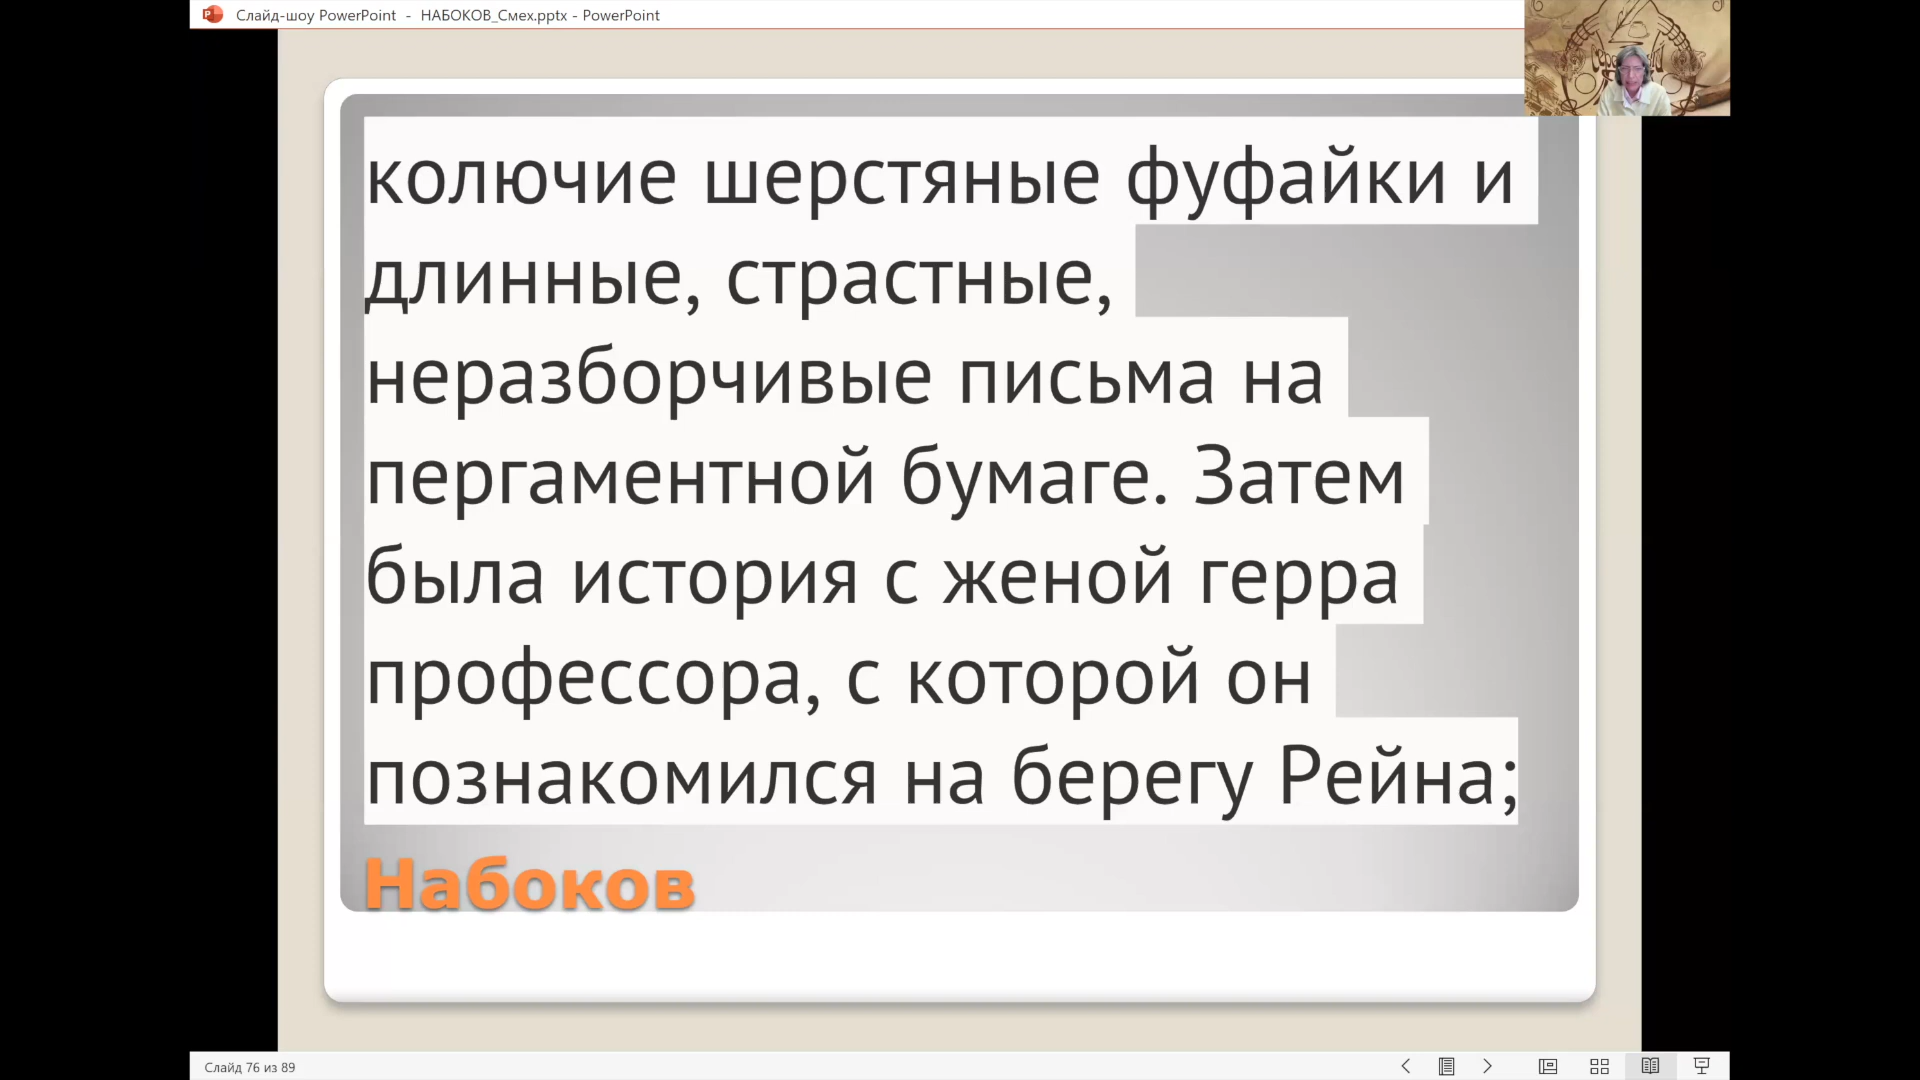 Слайд-шоу PowerPoint - НАБОКОВ_Смех.pptx - PowerPoint
колючие шерстяные фуфайки и
длинные, страстные,
неразборчивые письма на
пергаментной бумаге. Затем
была история с женой герра
профессора, с которой он
познакомился на берегу Рейна;
Набоков
Слайд 76 из 89